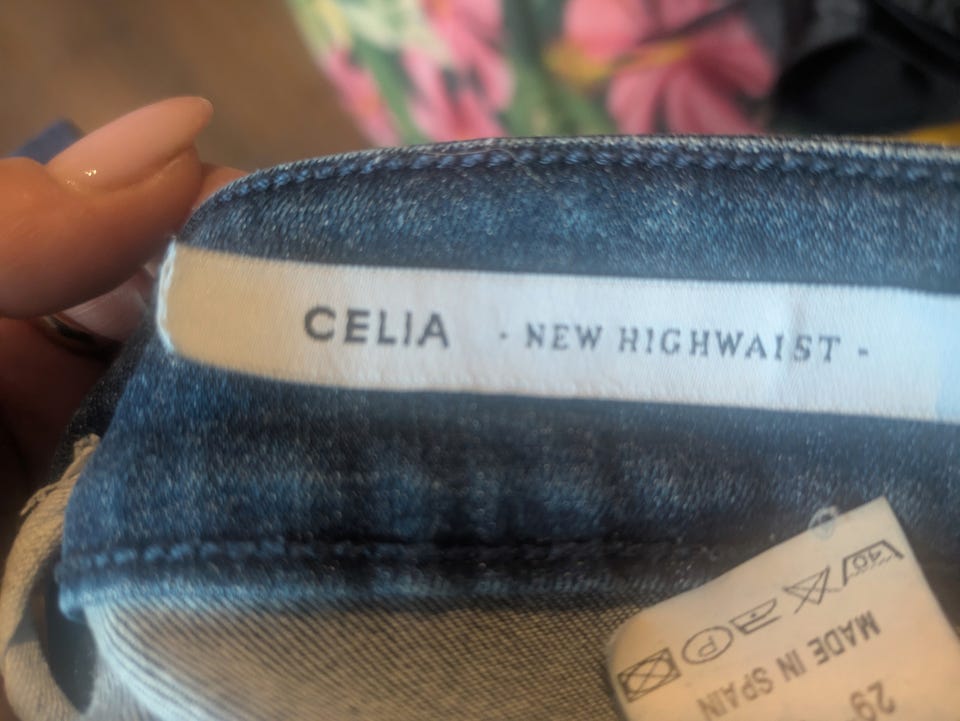 CELIA - NEW HIGHWAIST -
40
P
MADE IN SPAIN
29